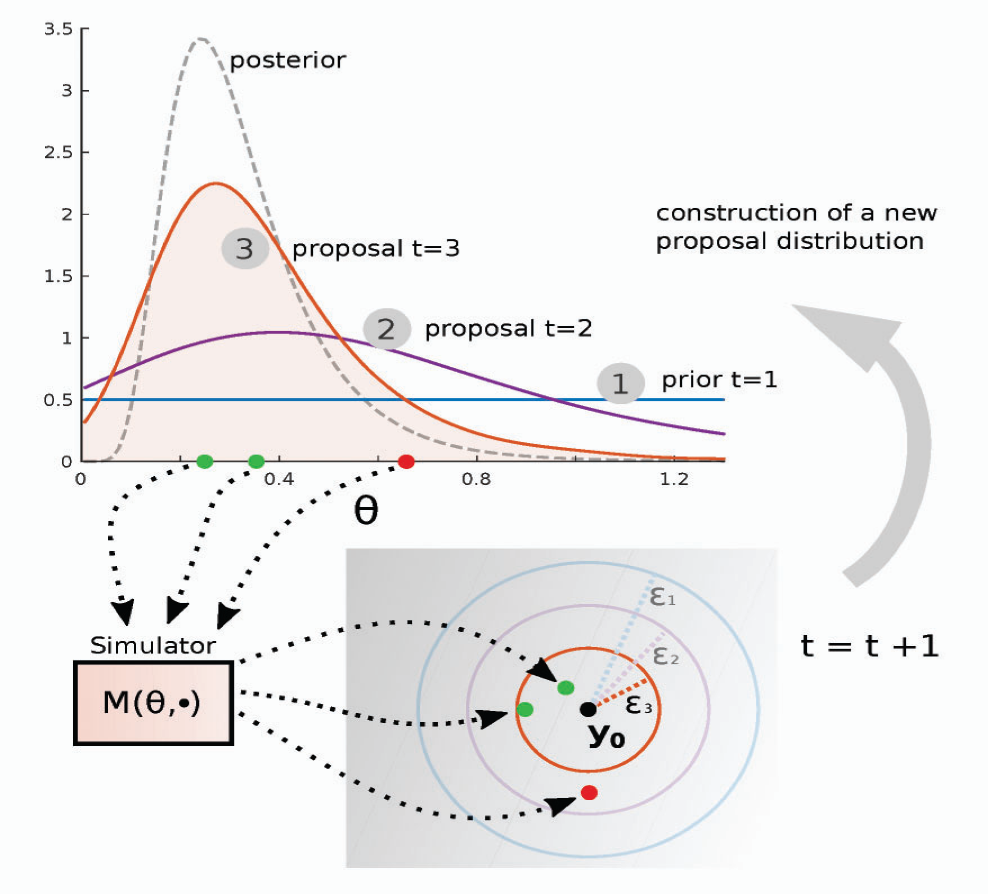 3.5
3
2.5
2
1.5
1
0.5
0
posterior
3
proposal t=3
2
proposal t=2
1
prior t=1
construction of a new
proposal distribution
0
0.4
0.8
1.2
θ
Simulator
M(θ,•)
ε₁
ε₂
ε₃
y₀
t = t +1